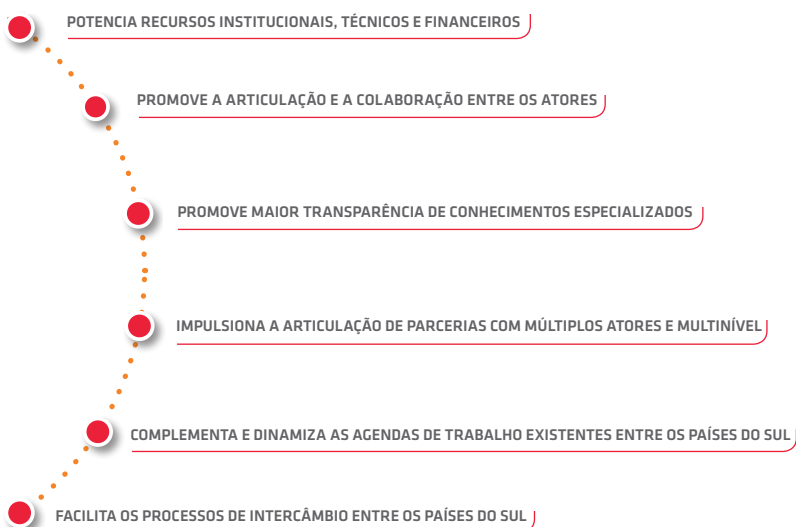 POTENCIA RECURSOS INSTITUCIONAIS, TÉCNICOS E FINANCEIROS
PROMOVE A ARTICULAÇÃO E A COLABORAÇÃO ENTRE OS ATORES
PROMOVE MAIOR TRANSPARÊNCIA DE CONHECIMENTOS ESPECIALIZADOS
IMPULSIONA A ARTICULAÇÃO DE PARCERIAS COM MÚLTIPLOS ATORES E MULTINÍVEL
COMPLEMENTA E DINAMIZA AS AGENDAS DE TRABALHO EXISTENTES ENTRE OS PAÍSES DO SUL
FACILITA OS PROCESSOS DE INTERCÂMBIO ENTRE OS PAÍSES DO SUL